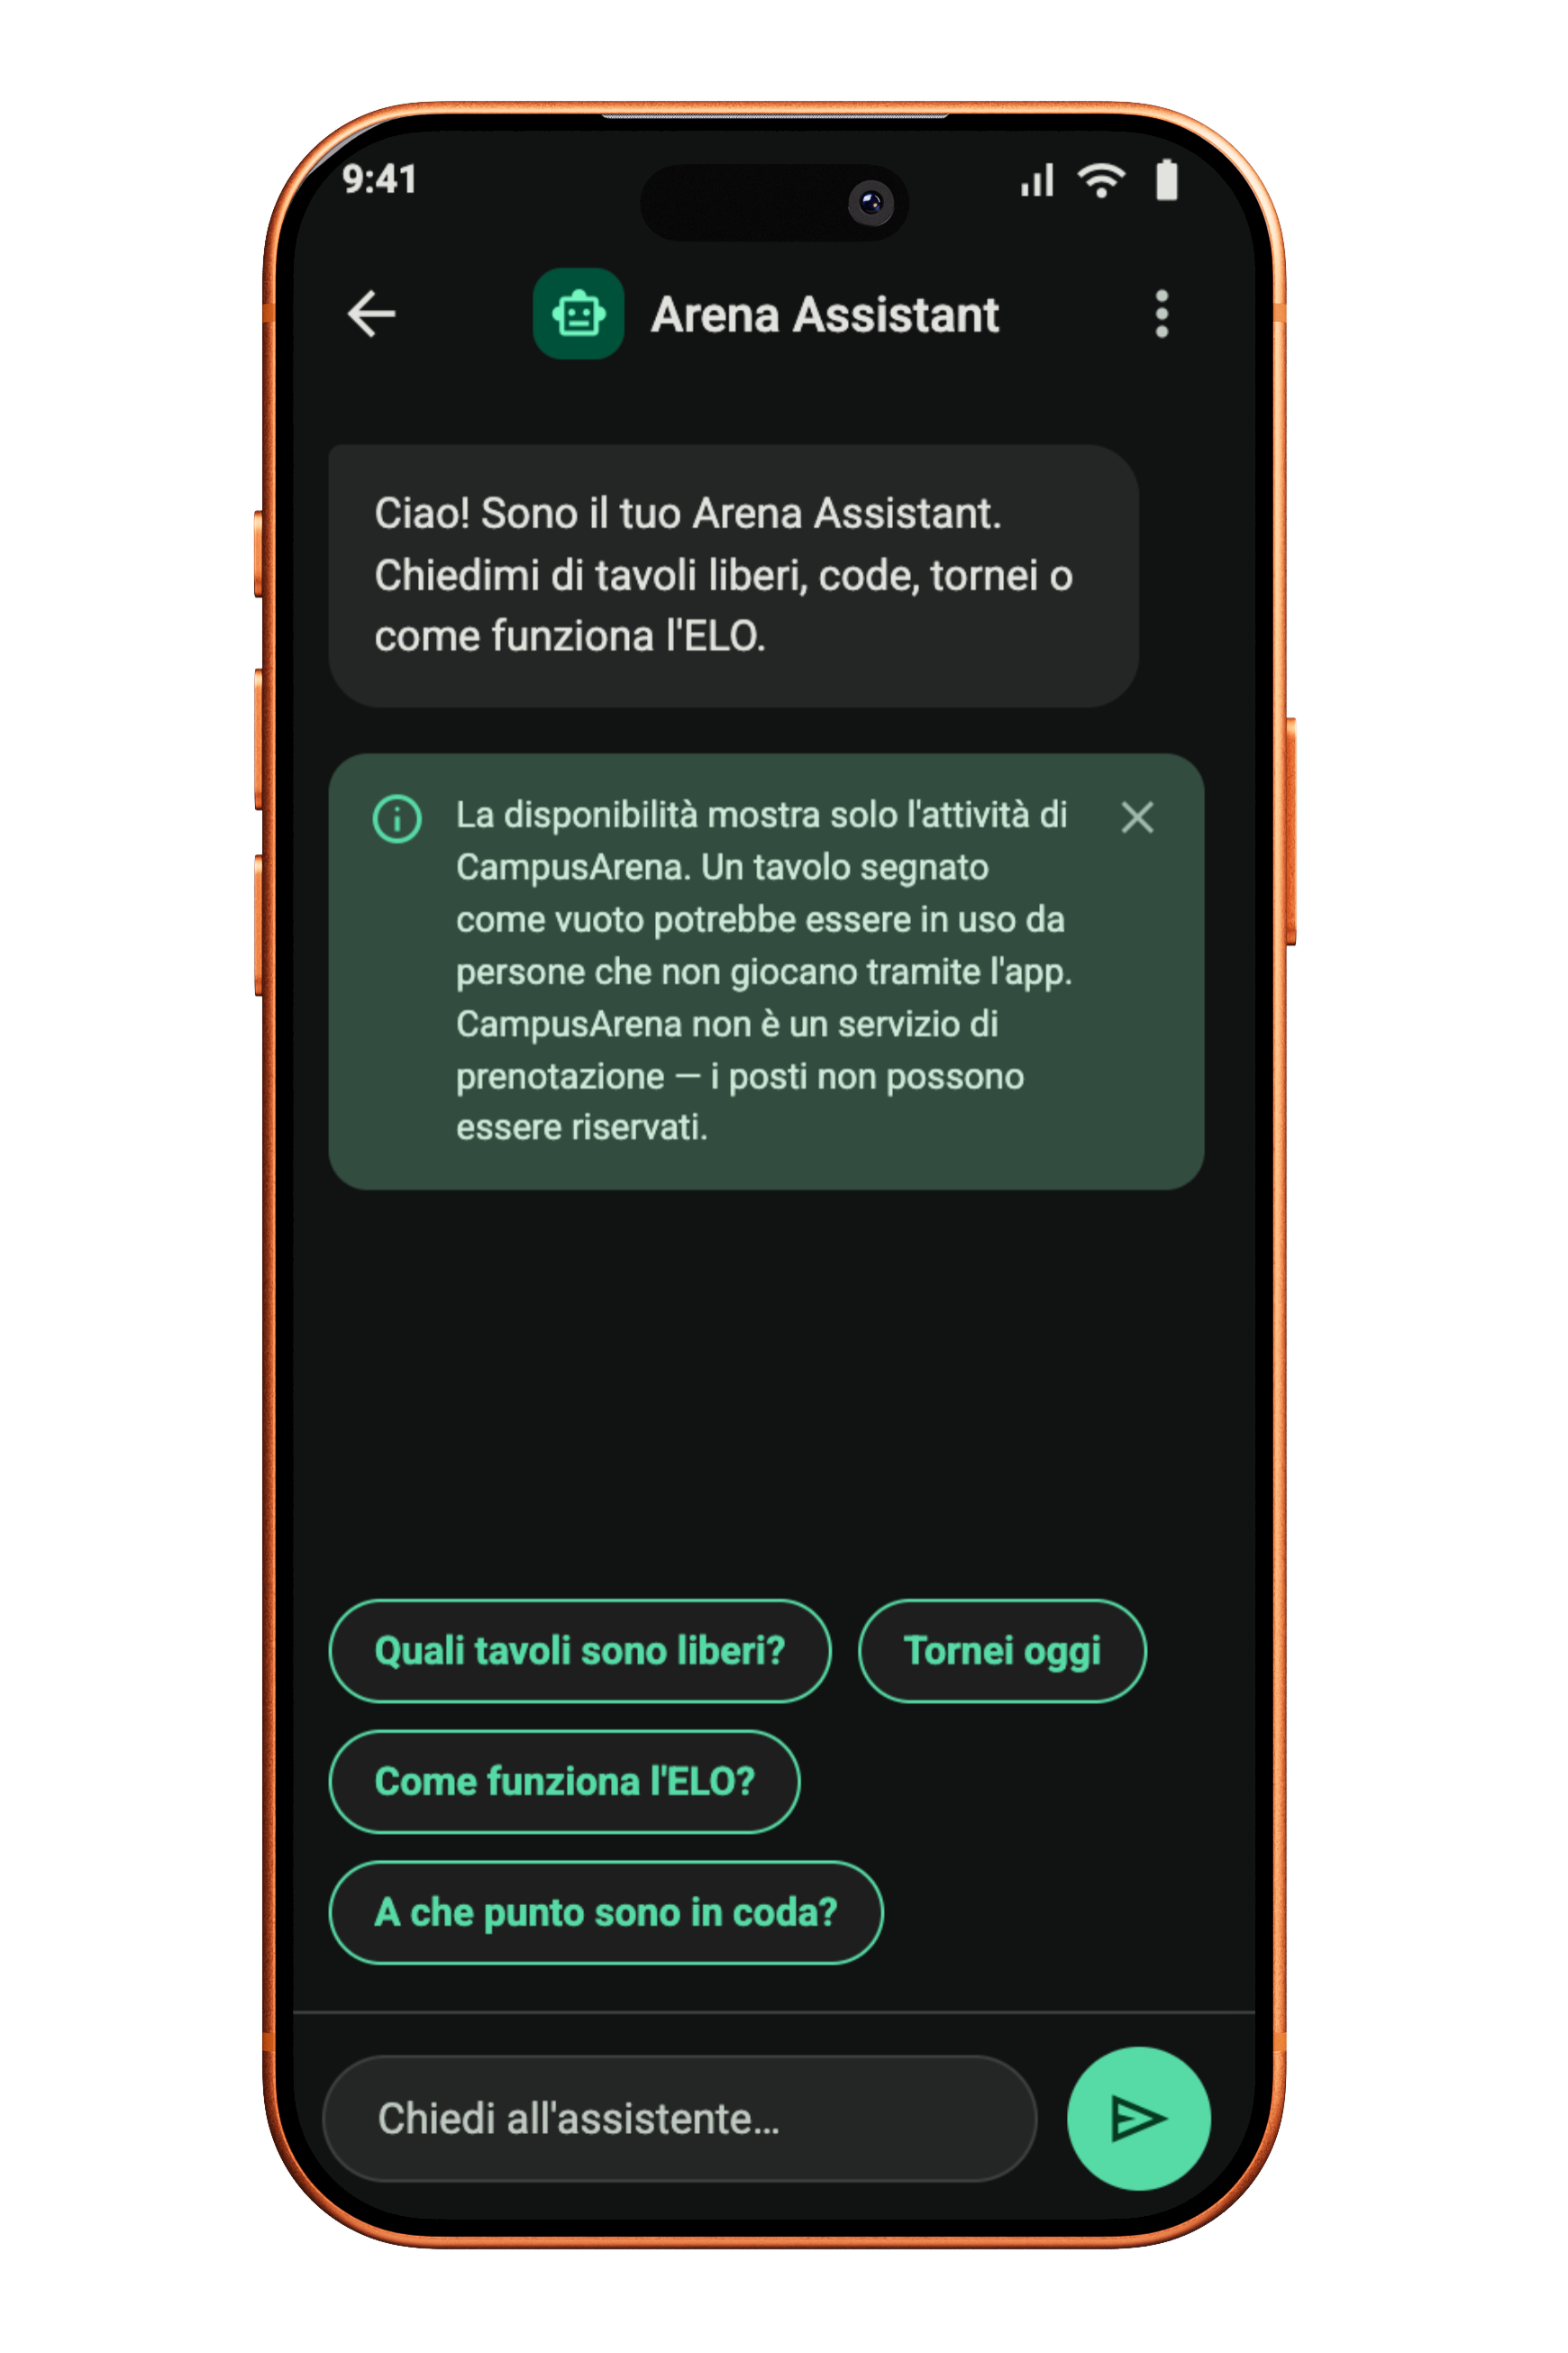 9:41
Arena Assistant
Ciao! Sono il tuo Arena Assistant.
Chiedimi di tavoli liberi, code, tornei o
come funziona l'ELO.
La disponibilità mostra solo l'attività di
CampusArena. Un tavolo segnato
come vuoto potrebbe essere in uso da
persone che non giocano tramite l'app.
CampusArena non è un servizio di
prenotazione — i posti non possono
essere riservati.
Quali tavoli sono liberi?
Tornei oggi
Come funziona l'ELO?
A che punto sono in coda?
Chiedi all'assistente…